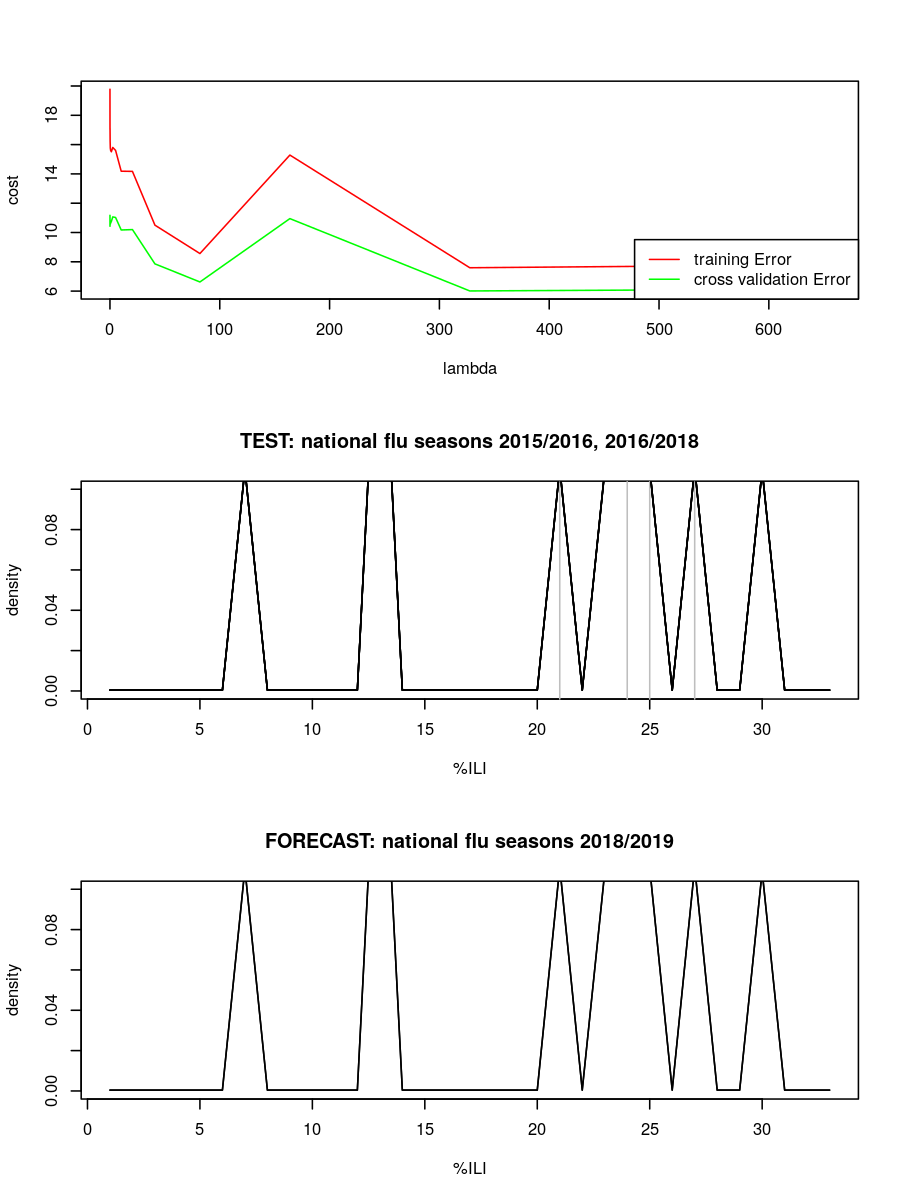 cost
18
14
10
8
6
training Error
cross validation Error
0 100 200 300 400 500 600
lambda
TEST: national flu seasons 2015/2016, 2016/2018
density
0.08
0.04
0.00
0 5 10 15 20 25 30
%ILI
FORECAST: national flu seasons 2018/2019
density
0.08
0.04
0.00
0 5 10 15 20 25 30
%ILI